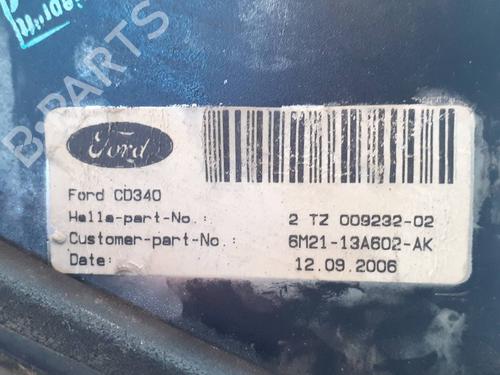 B-PARTS
Ford
Ford CD340
Hella-part-No.: 2 TZ 009232-02
Customer-part-No.: 6M21-13A602-AK
Date: 12.09.2006